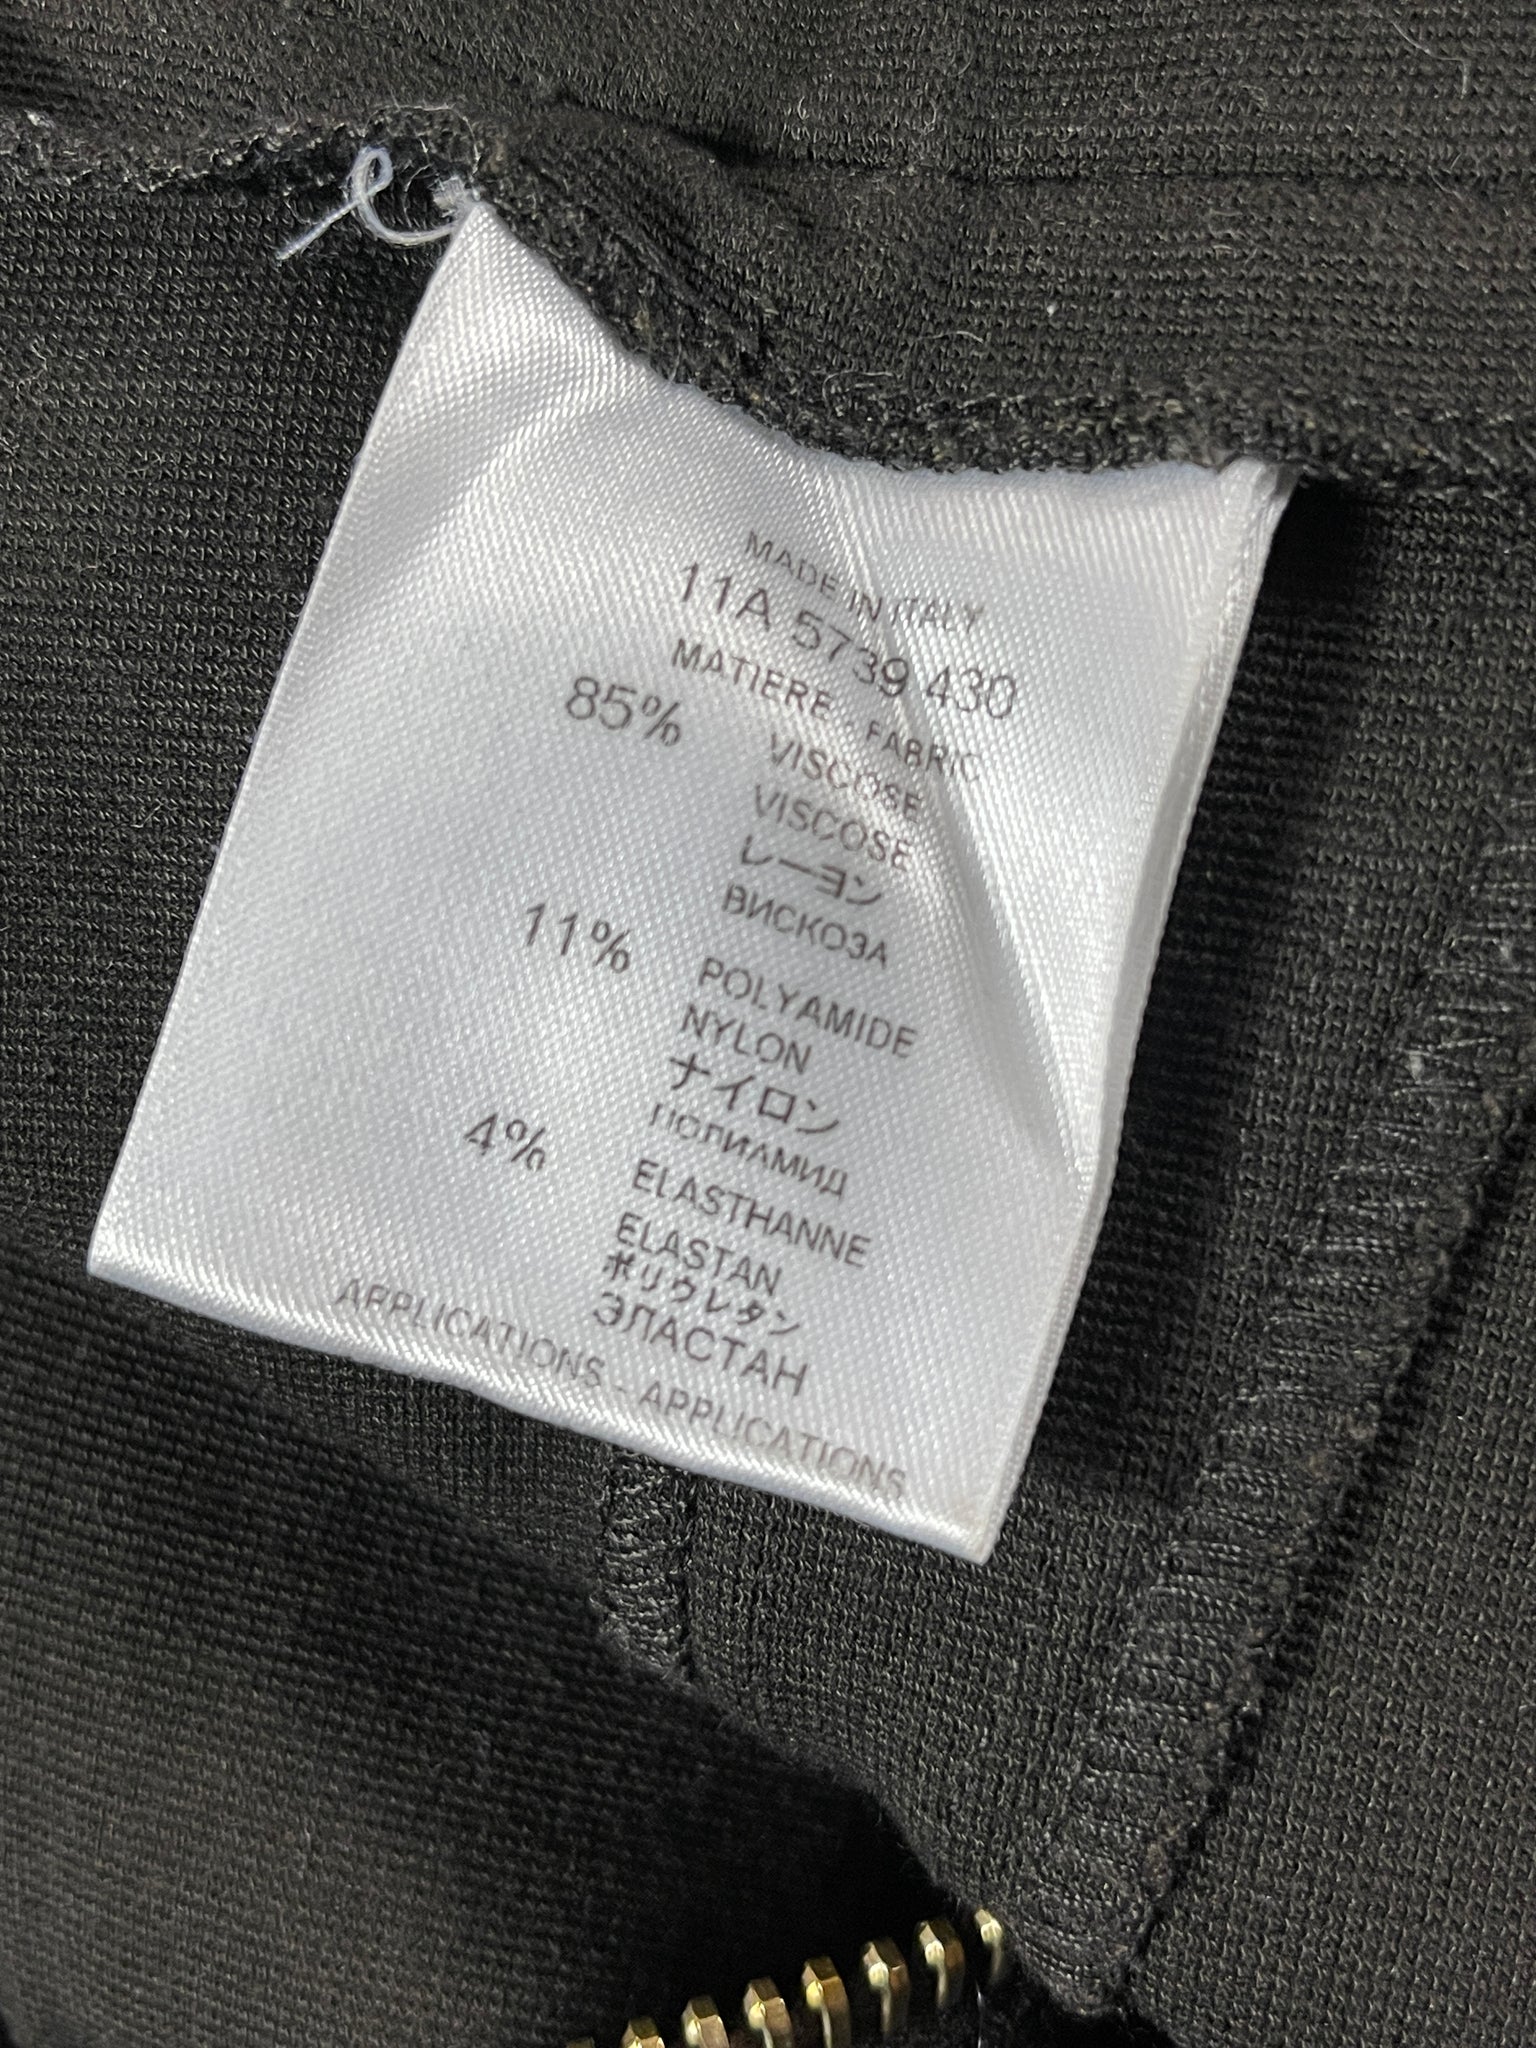 MADE IN ITALY
11A 5739 430
MATIERE - FABRIC
85% VISCOSE
VISCOSE
レーヨン
ВИСКОЗА
11% POLYAMIDE
NYLON
ナイロン
ПОЛИАМИД
4% ELASTHANNE
ELASTAN
ポリウレタン
ЭЛАСТАН
APPLICATIONS - APPLICATIONS